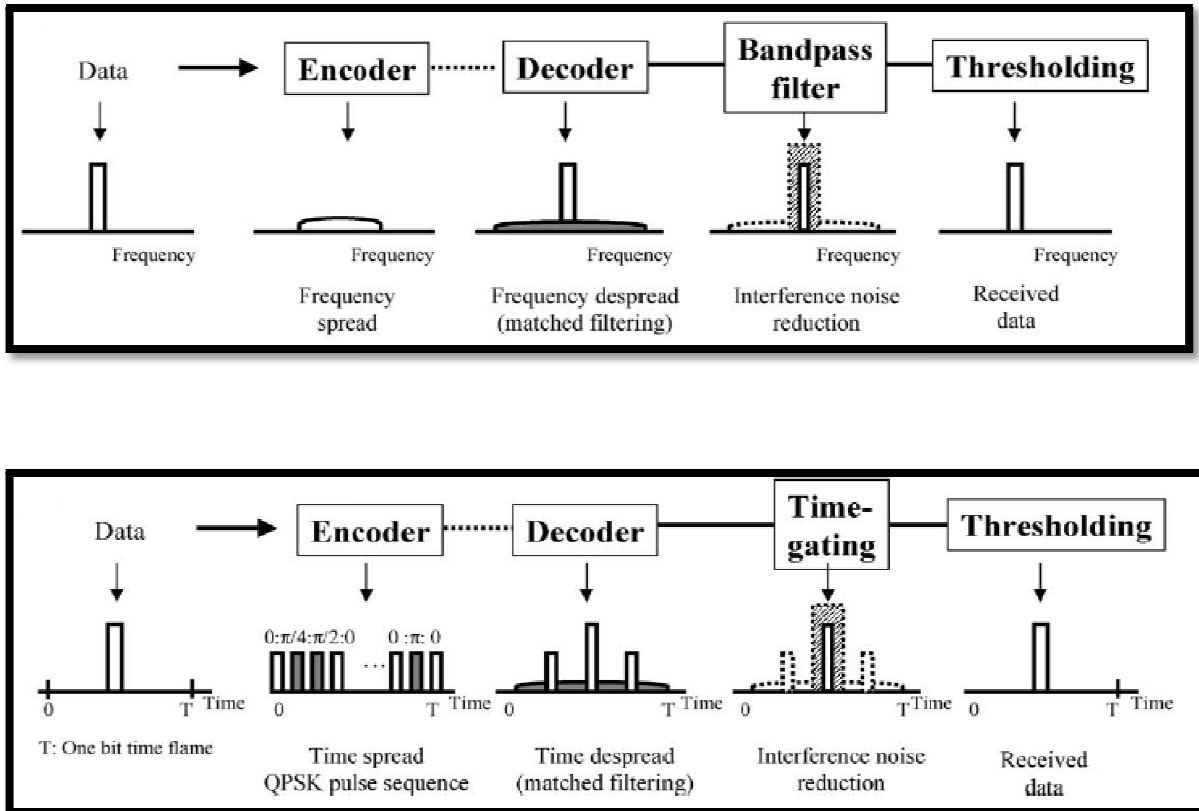 Data
Encoder
Decoder
Bandpass
filter
Thresholding
Frequency
Frequency
Frequency
Frequency
Frequency
Frequency
spread
Frequency despread
(matched filtering)
Interference noise
reduction
Received
data
Data
Encoder
Decoder
Time-
gating
Thresholding
0:π/4:π/2:0
0 :π: 0
...
0 T Time
0 T Time
0 T Time
0 T Time
0 T Time
T: One bit time flame
Time spread
QPSK pulse sequence
Time despread
(matched filtering)
Interference noise
reduction
Received
data